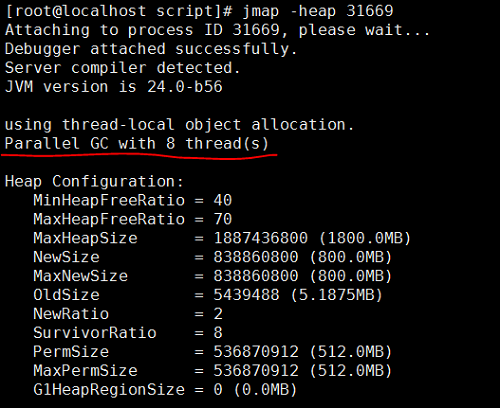 [root@localhost script]# jmap -heap 31669
Attaching to process ID 31669, please wait...
Debugger attached successfully.
Server compiler detected.
JVM version is 24.0-b56
using thread-local object allocation.
Parallel GC with 8 thread(s)
Heap Configuration:
MinHeapFreeRatio = 40
MaxHeapFreeRatio = 70
MaxHeapSize = 1887436800 (1800.0MB)
NewSize = 838860800 (800.0MB)
MaxNewSize = 838860800 (800.0MB)
OldSize = 5439488 (5.1875MB)
NewRatio = 2
SurvivorRatio = 8
PermSize = 536870912 (512.0MB)
MaxPermSize = 536870912 (512.0MB)
G1HeapRegionSize = 0 (0.0MB)